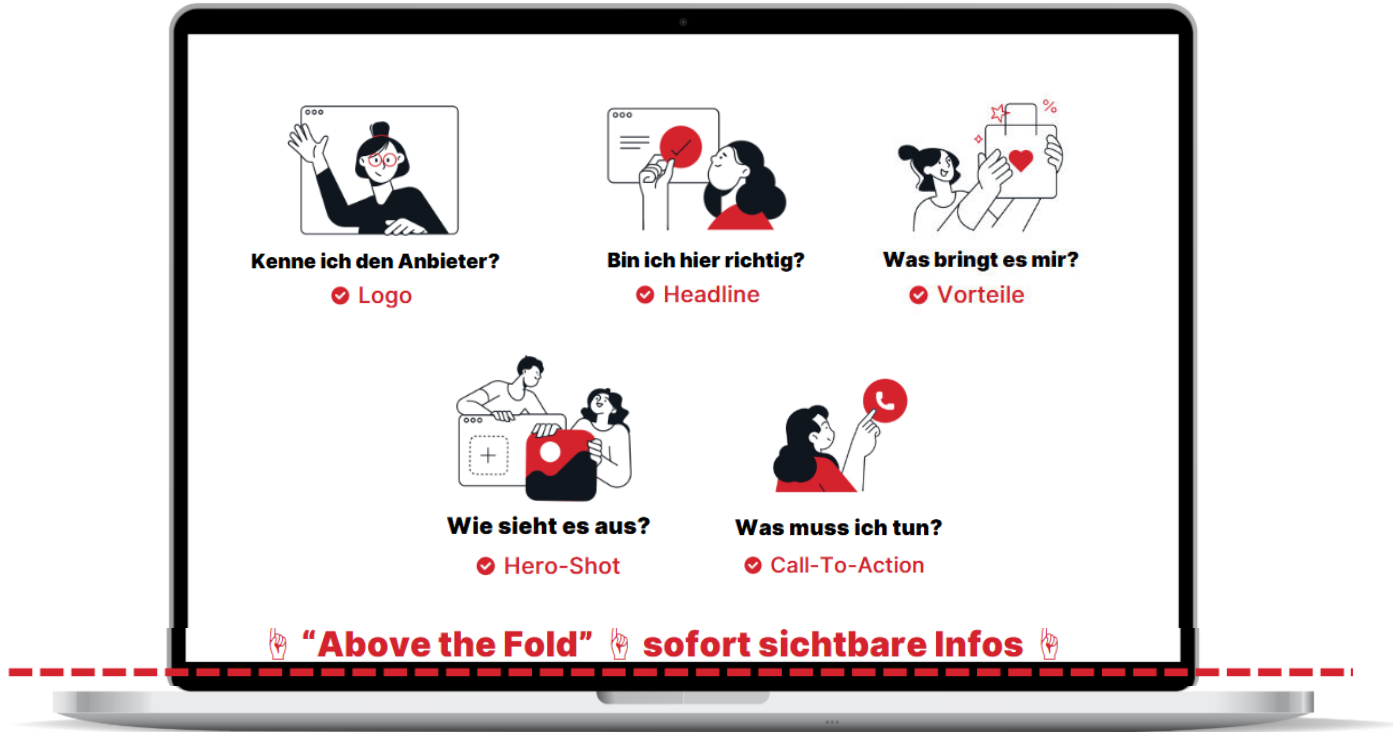 Kenne ich den Anbieter?
Logo
Bin ich hier richtig?
Headline
Was bringt es mir?
Vorteile
%
Wie sieht es aus?
Hero-Shot
Was muss ich tun?
Call-To-Action
☝ “Above the Fold” ☝ sofort sichtbare Infos ☝